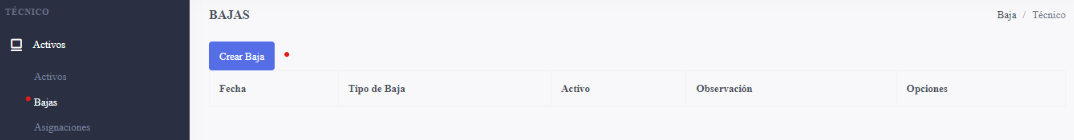 TÉCNICO
Activos
Activos
Bajas
Asignaciones
BAJAS
Baja / Técnico
Crear Baja
Fecha Tipo de Baja Activo Observación Opciones